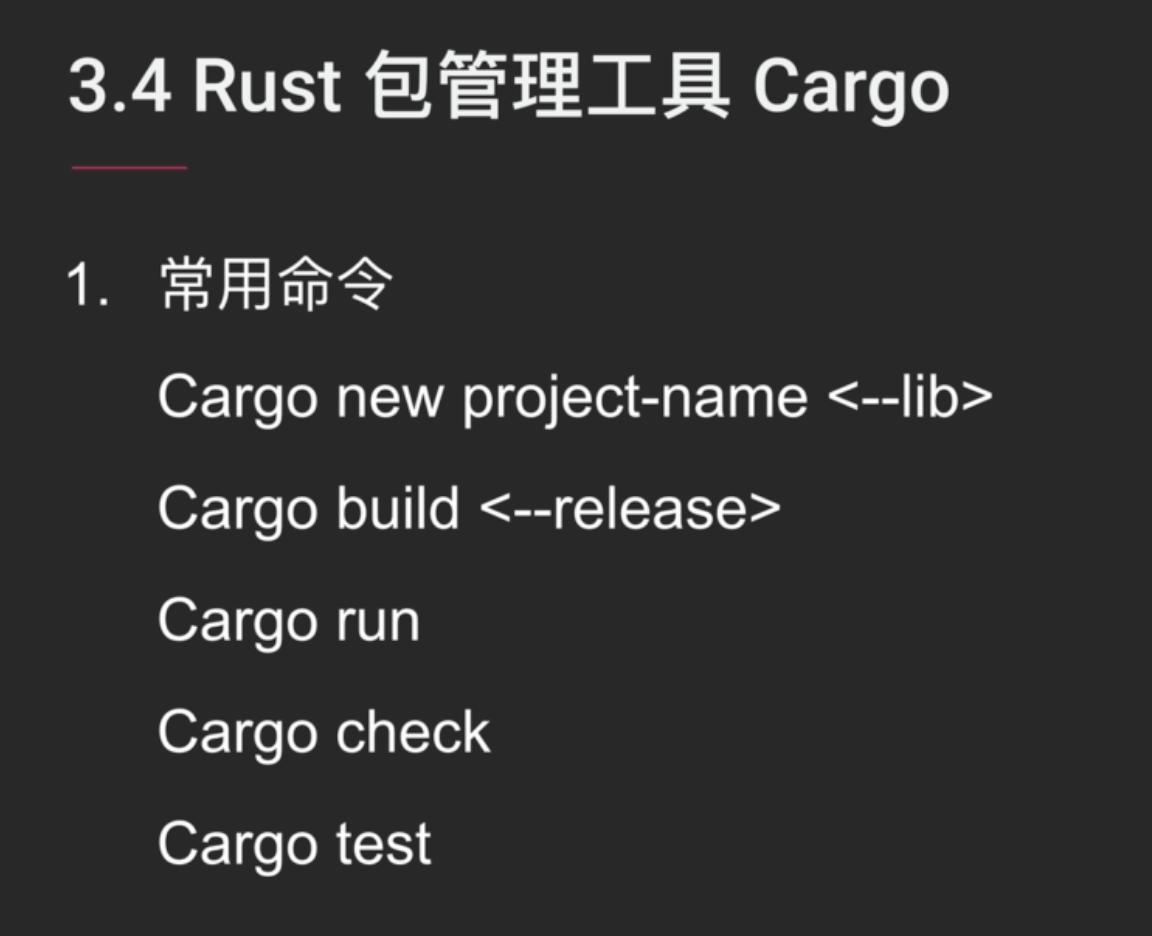 3.4 Rust 包管理工具 Cargo
1. 常用命令
Cargo new project-name <--lib>
Cargo build <--release>
Cargo run
Cargo check
Cargo test